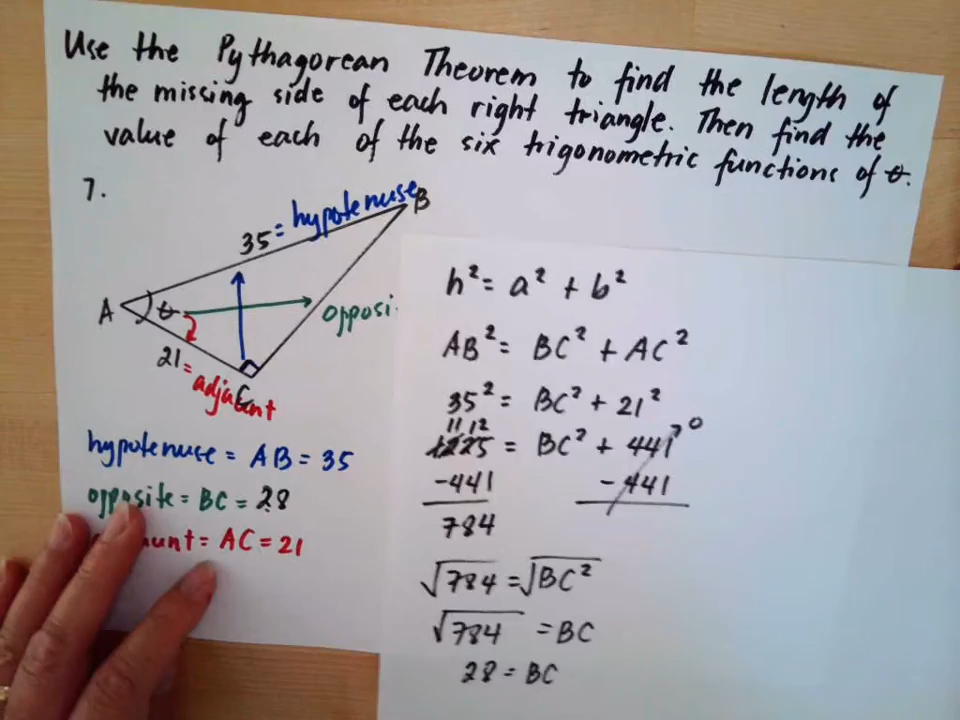 Use the Pythagorean Theorem to find the length of
the missing side of each right triangle. Then find the
value of each of the six trigonometric functions of θ.
7.
35 = hypotenuse B
A θ
opposi
21 = adjacent
hypotenuse = AB = 35
opposite = BC = 28
= AC = 21
h² = a² + b²
AB² = BC² + AC²
35² = BC² + 21²
11 12
1225 = BC² + 441 0
-441 -441
784
√784 = √BC²
√784 = BC
28 = BC